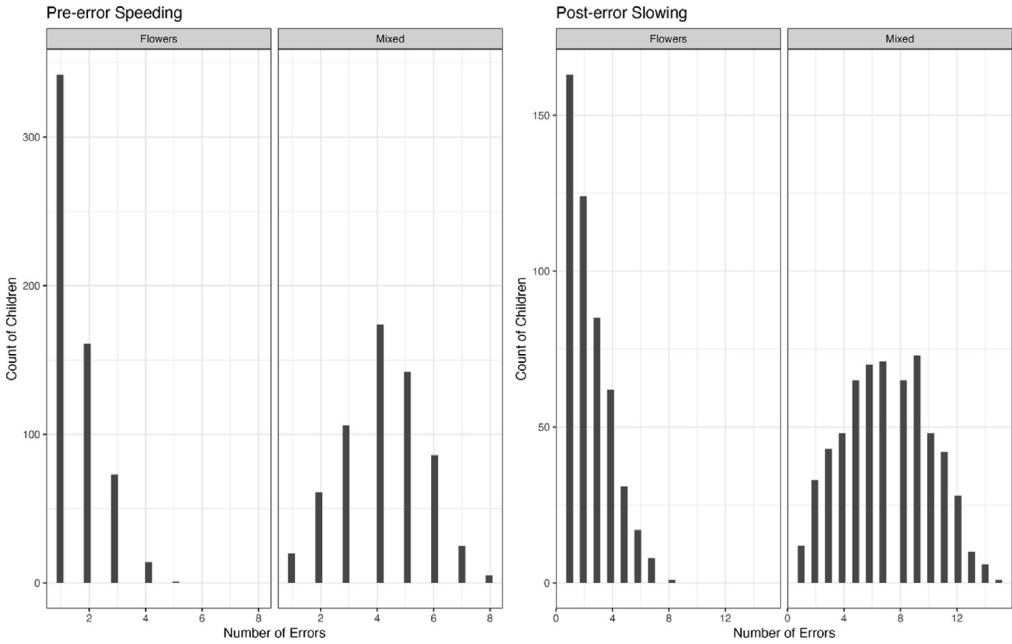 Pre-error Speeding
Flowers
Mixed
Count of Children
300
200
100
0
2
4
6
8
2
4
6
8
Number of Errors
Post-error Slowing
Flowers
Mixed
Count of Children
150
100
50
0
0
4
8
12
0
4
8
12
Number of Errors